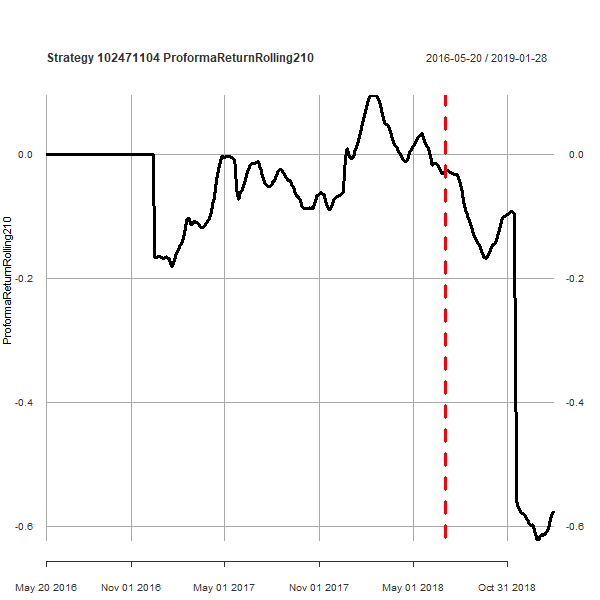 Strategy 102471104 ProformaReturnRolling210
2016-05-20 / 2019-01-28
ProformaReturnRolling210
0.0
-0.2
-0.4
-0.6
0.0
-0.2
-0.4
-0.6
May 20 2016
Nov 01 2016
May 01 2017
Nov 01 2017
May 01 2018
Oct 31 2018